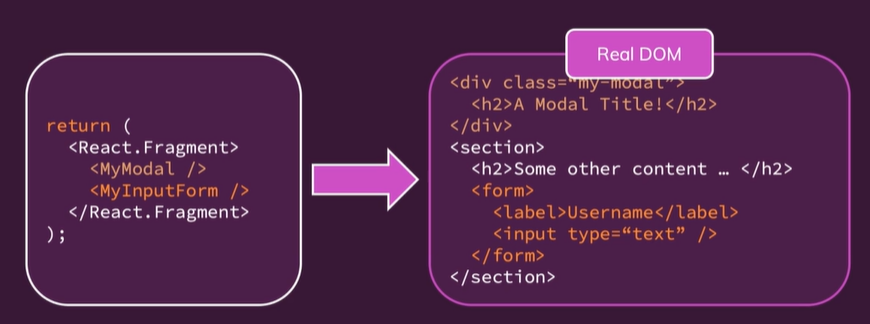 return (
<React.Fragment>
<MyModal />
<MyInputForm />
</React.Fragment>
);
Real DOM
<div class=“my-modal”>
<h2>A Modal Title!</h2>
</div>
<section>
<h2>Some other content … </h2>
<form>
<label>Username</label>
<input type=“text” />
</form>
</section>